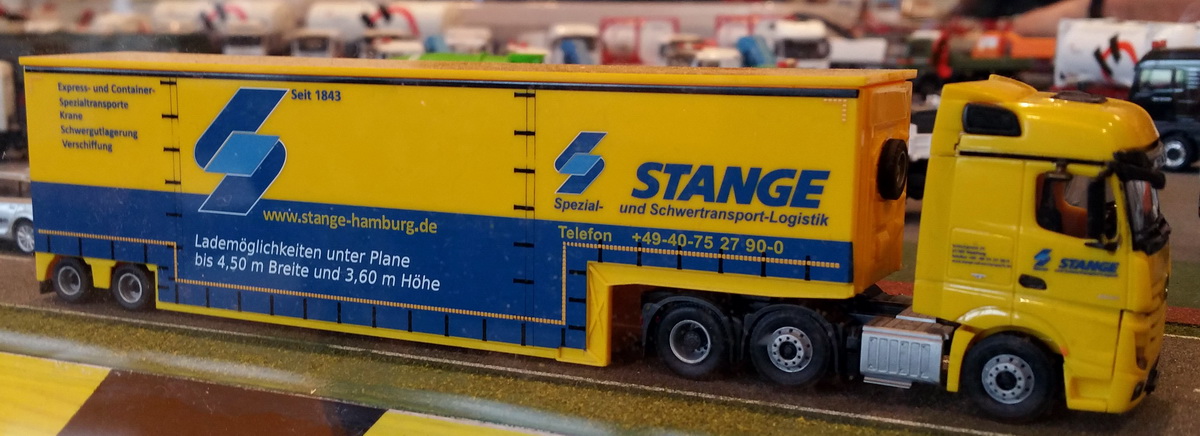 Express- und Container-
Spezialtransporte
Krane
Schwergutlagerung
Verschiffung
Seit 1843
www.stange-hamburg.de
Lademöglichkeiten unter Plane
bis 4,50 m Breite und 3,60 m Höhe
STANGE
Spezial- und Schwertransport-Logistik
Telefon +49-40-75 27 90-0
STANGE